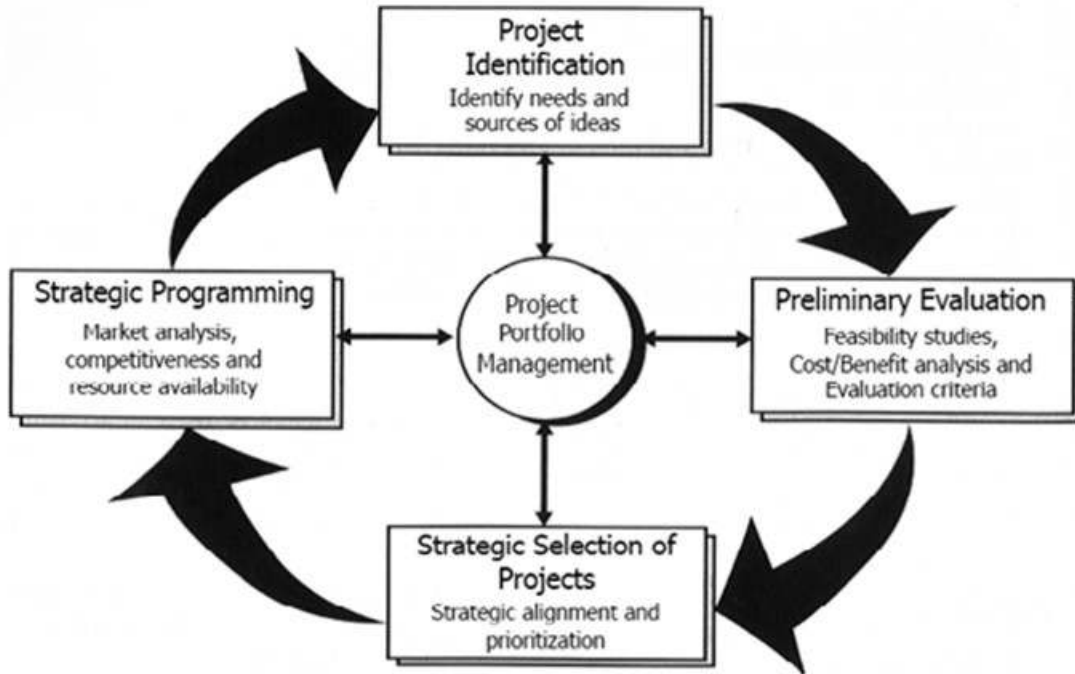 Project
Identification
Identify needs and
sources of ideas
Strategic Programming
Market analysis,
competitiveness and
resource availability
Project
Portfolio
Management
Preliminary Evaluation
Feasibility studies,
Cost/Benefit analysis and
Evaluation criteria
Strategic Selection of
Projects
Strategic alignment and
prioritization